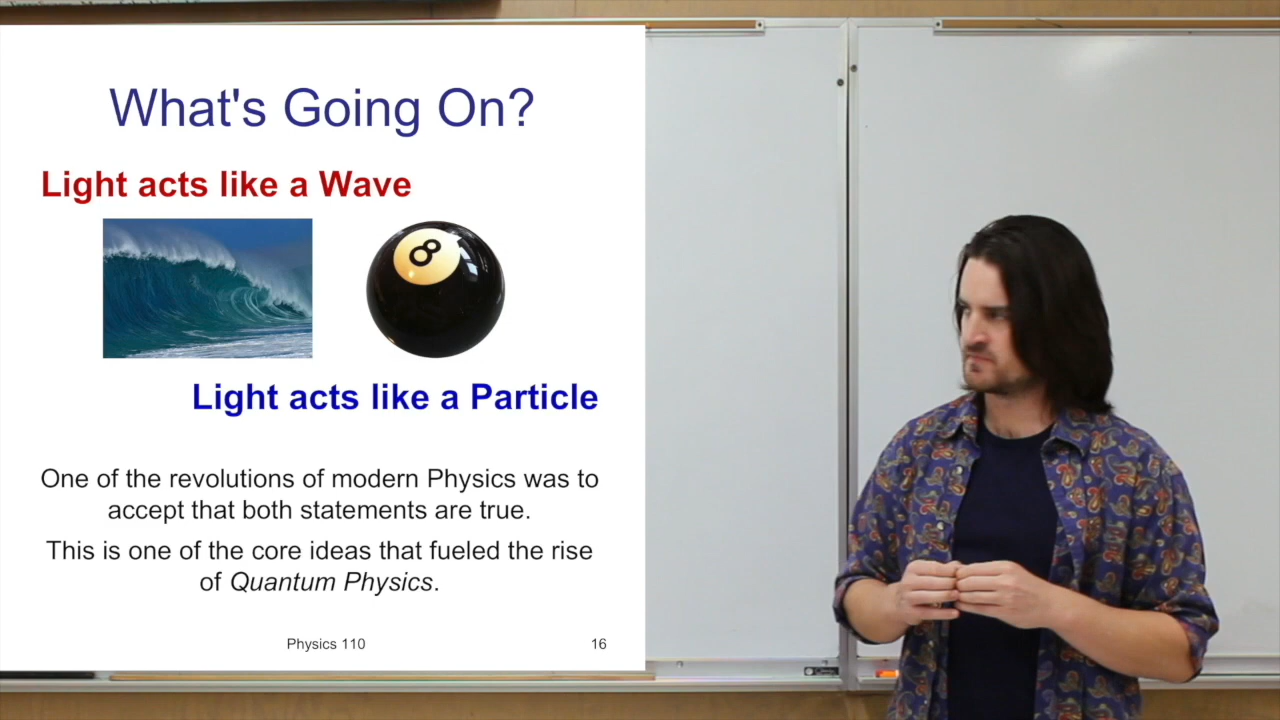 What's Going On?
Light acts like a Wave
8
Light acts like a Particle
One of the revolutions of modern Physics was to
accept that both statements are true.
This is one of the core ideas that fueled the rise
of Quantum Physics.
Physics 110
16